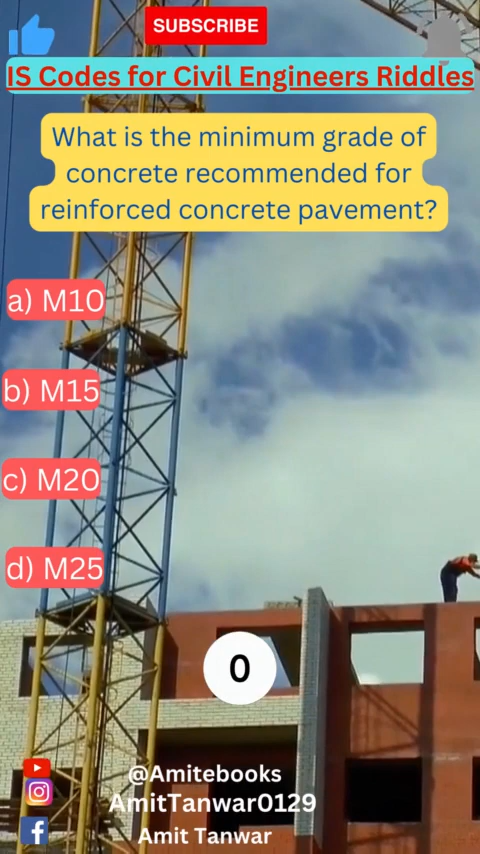 SUBSCRIBE
IS Codes for Civil Engineers Riddles
What is the minimum grade of
concrete recommended for
reinforced concrete pavement?
a) M10
b) M15
c) M20
d) M25
0
@Amitebooks
AmitTanwar0129
Amit Tanwar